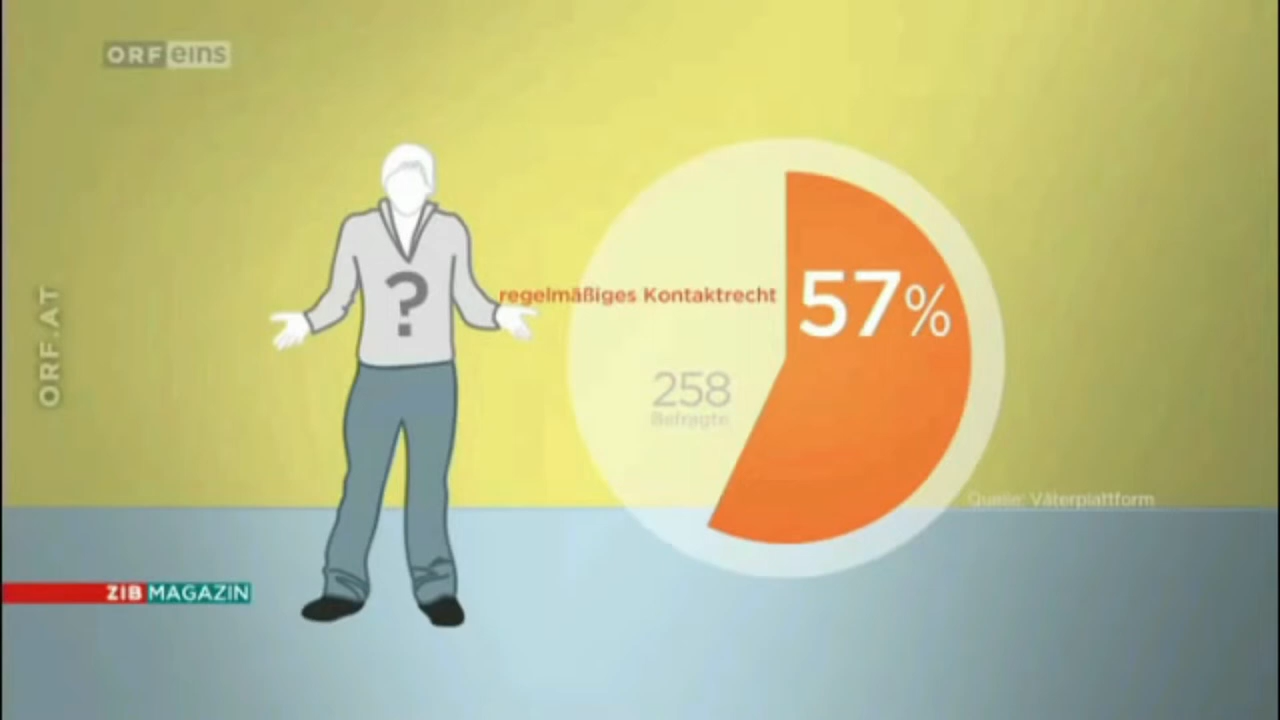 ORF eins
ORF.AT
?
regelmäßiges Kontaktrecht
57%
258
Befragte
Quelle: Väterplattform
ZIB MAGAZIN